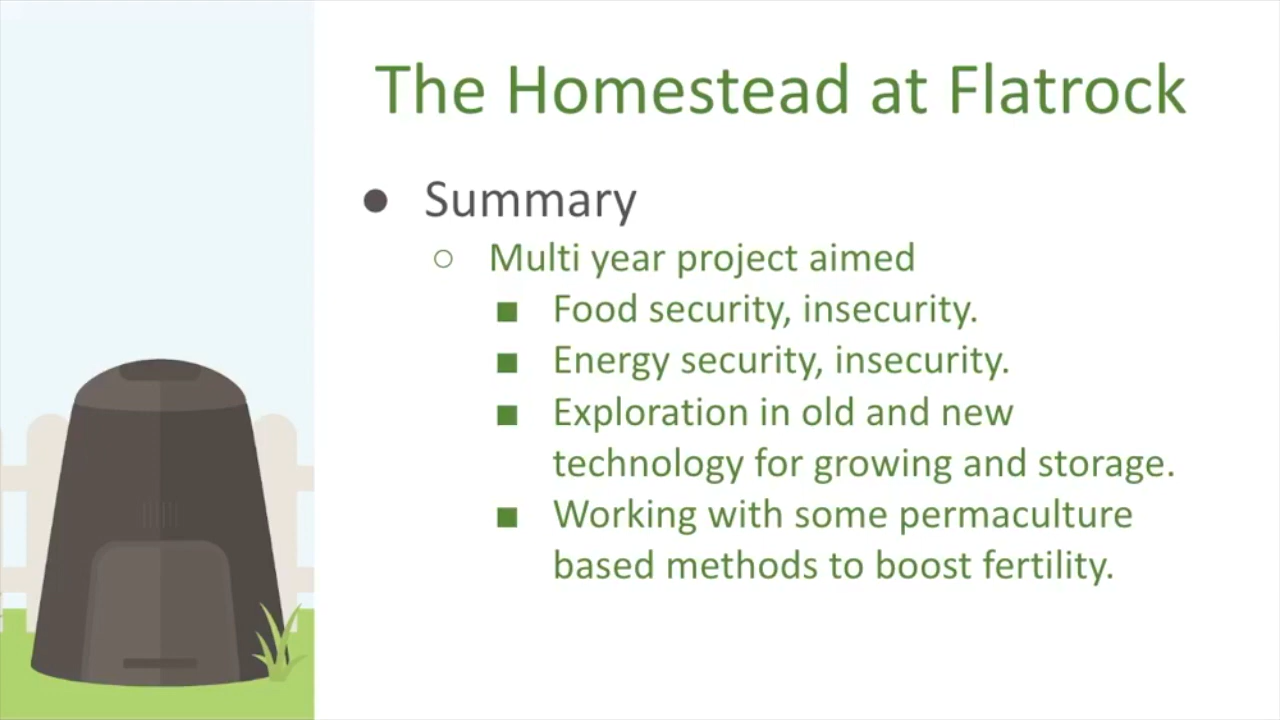 The Homestead at Flatrock
● Summary
○ Multi year project aimed
■ Food security, insecurity.
■ Energy security, insecurity.
■ Exploration in old and new
technology for growing and storage.
■ Working with some permaculture
based methods to boost fertility.